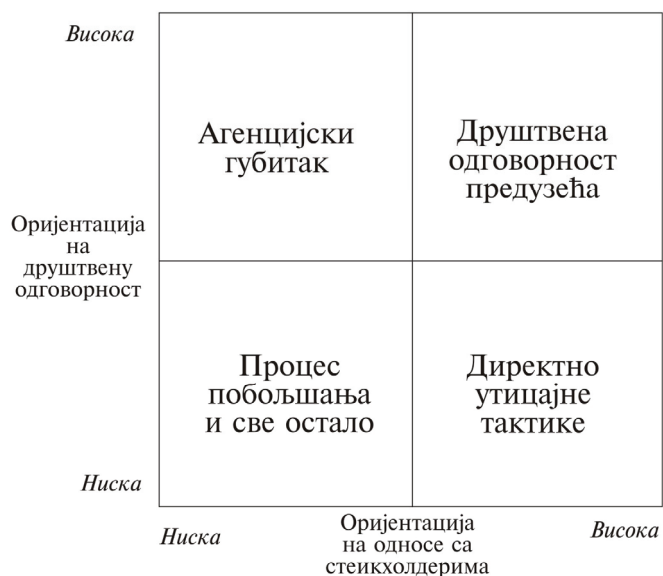 Висока
Агенцијски
губитак
Друштвена
одговорност
предузећа
Оријентација
на
друштвену
одговорност
Процес
побољшања
и све остало
Директно
утицајне
тактике
Ниска
Ниска
Оријентација
на односе са
стеикхолдерима
Висока